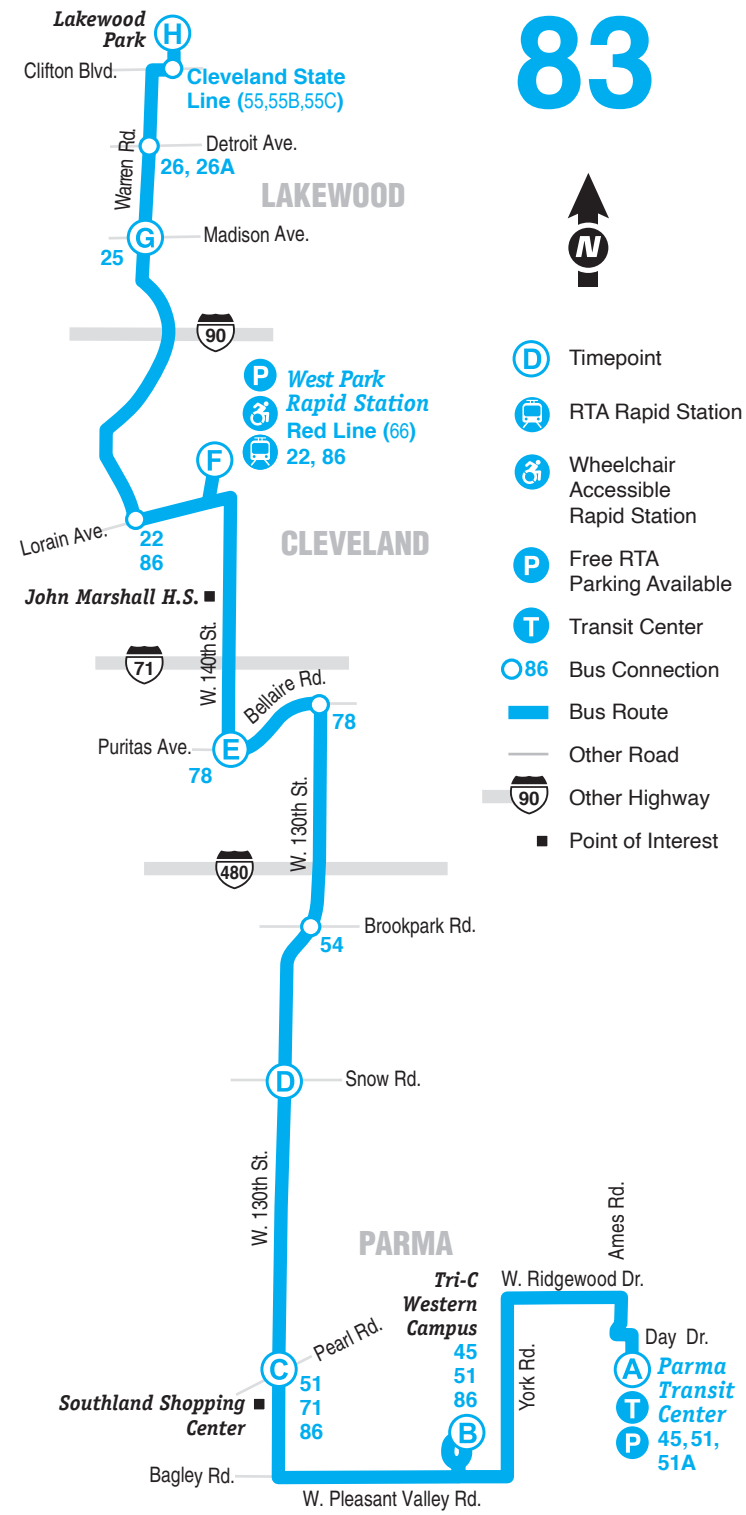 83
Lakewood
Park
H
Clifton Blvd.
Cleveland State
Line (55,55B,55C)
Warren Rd.
Detroit Ave.
26, 26A
LAKEWOOD
G
Madison Ave.
25
N
90
P
West Park
Rapid Station
Red Line (66)
22, 86
F
Lorain Ave.
22
86
CLEVELAND
John Marshall H.S.
W. 140th St.
71
Bellaire Rd.
78
Puritas Ave.
E
78
W. 130th St.
480
Brookpark Rd.
54
D
Snow Rd.
W. 130th St.
PARMA
Tri-C
Western
Campus
45
51
86
B
W. Ridgewood Dr.
Ames Rd.
York Rd.
Day Dr.
A
Parma
Transit
Center
T
P
45, 51,
51A
Pearl Rd.
C
51
71
86
Southland Shopping
Center
Bagley Rd.
W. Pleasant Valley Rd.
D
Timepoint
RTA Rapid Station
Wheelchair
Accessible
Rapid Station
P
Free RTA
Parking Available
T
Transit Center
86 Bus Connection
Bus Route
Other Road
90
Other Highway
Point of Interest